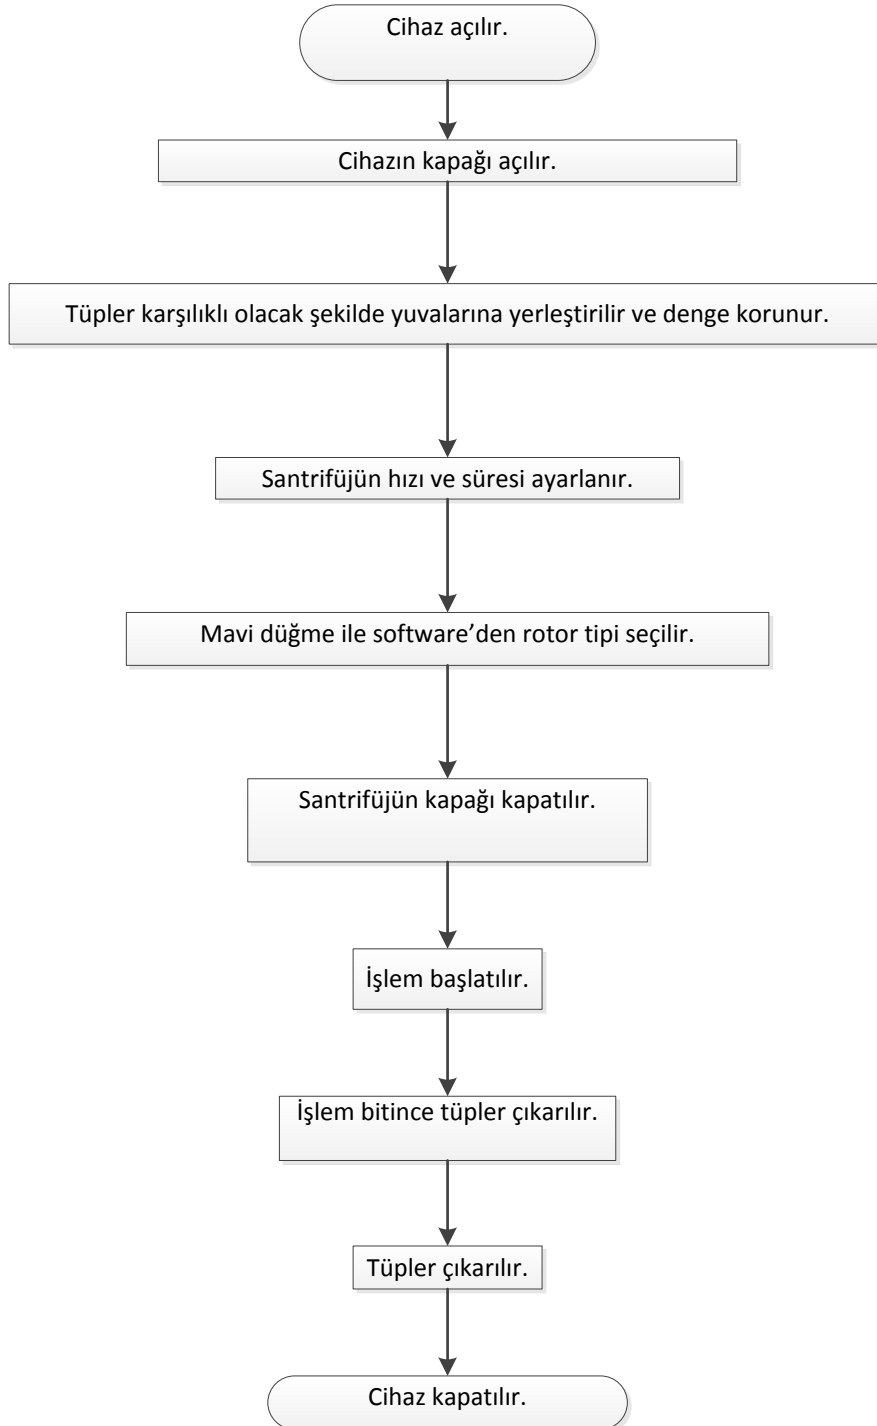 Cihaz açılır.
Cihazın kapağı açılır.
Tüpler karşılıklı olacak şekilde yuvalarına yerleştirilir ve denge korunur.
Santrifüjün hızı ve süresi ayarlanır.
Mavi düğme ile software’den rotor tipi seçilir.
Santrifüjün kapağı kapatılır.
İşlem başlatılır.
İşlem bitince tüpler çıkarılır.
Tüpler çıkarılır.
Cihaz kapatılır.